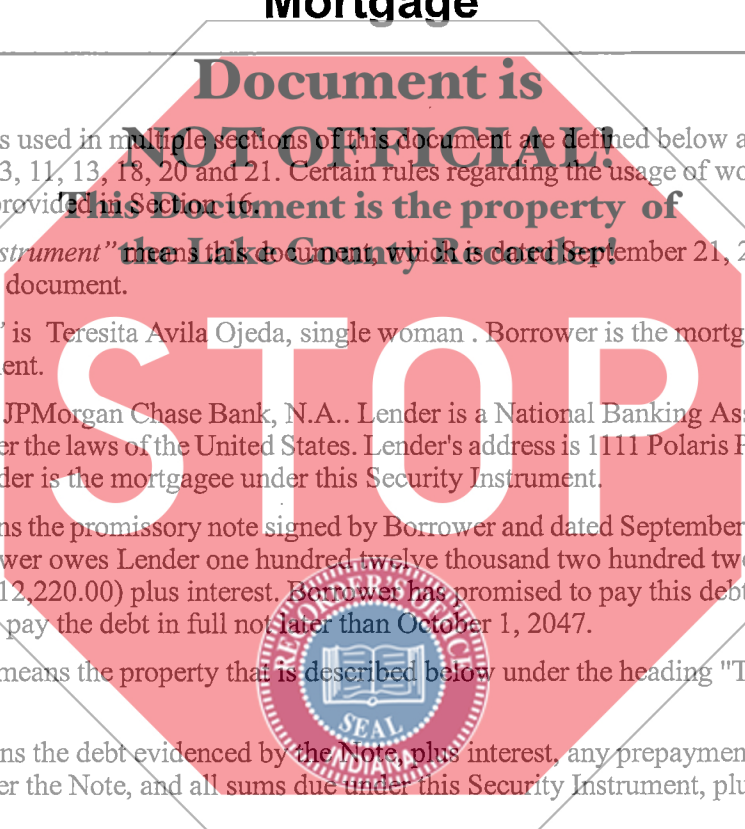 Mortgage
Document is
s used in multiple sections of this document are defined below a
NOT OFFICIAL!
3, 11, 13, 18, 20 and 21. Certain rules regarding the usage of wo
rovided in Section 16.
This Document is the property of
strument" means this document, which is dated September 21, 2
the Lake County Recorder!
document.
is Teresita Avila Ojeda, single woman . Borrower is the mortg
ent.
STOP
JPMorgan Chase Bank, N.A.. Lender is a National Banking Ass
er the laws of the United States. Lender's address is 1111 Polaris P
der is the mortgagee under this Security Instrument.
ns the promissory note signed by Borrower and dated September
wer owes Lender one hundred twelve thousand two hundred twe
12,220.00) plus interest. Borrower has promised to pay this debt
pay the debt in full not later than October 1, 2047.
RECORDER'S OFFICE
means the property that is described below under the heading "T
SEAL
INDIANA
ns the debt evidenced by the Note, plus interest, any prepaymen
er the Note, and all sums due under this Security Instrument, plu